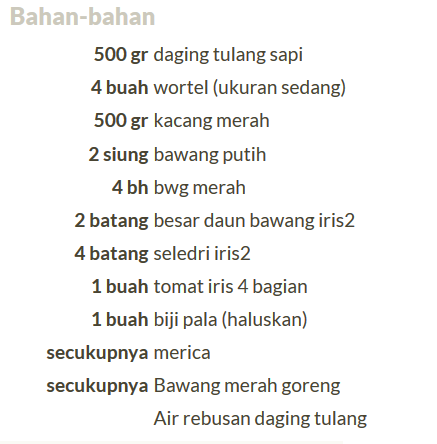 Bahan-bahan
500 gr daging tulang sapi
4 buah wortel (ukuran sedang)
500 gr kacang merah
2 siung bawang putih
4 bh bwg merah
2 batang besar daun bawang iris2
4 batang seledri iris2
1 buah tomat iris 4 bagian
1 buah biji pala (haluskan)
secukupnya merica
secukupnya Bawang merah goreng
Air rebusan daging tulang